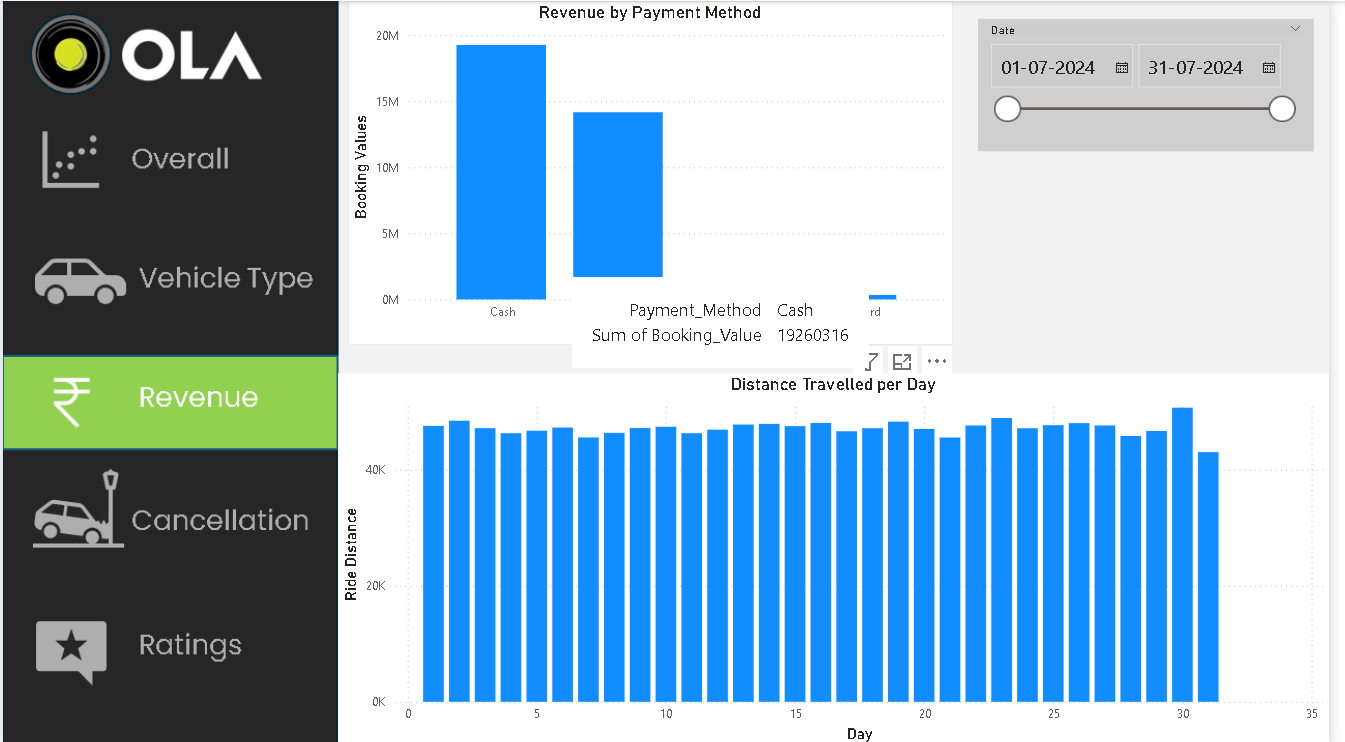 OLA
Overall
Vehicle Type
₹
Revenue
Cancellation
Ratings
Revenue by Payment Method
Booking Values
20M
15M
10M
5M
0M
Cash
rd
Payment_Method Cash
Sum of Booking_Value 19260316
Date
01-07-2024
31-07-2024
Distance Travelled per Day
Ride Distance
40K
20K
0K
0 5 10 15 20 25 30 35
Day